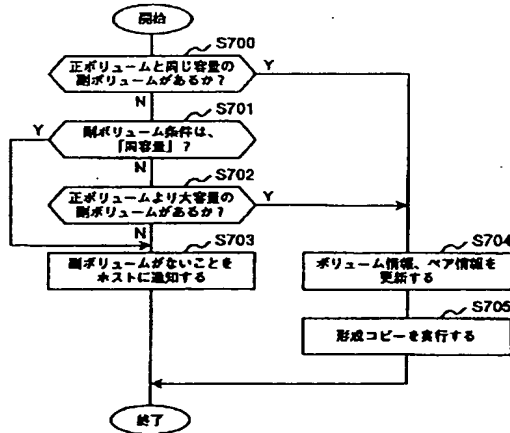 開始
S700
正ボリュームと同じ容量の
副ボリュームがあるか？
Y
N
S701
Y
副ボリューム条件は、
「同容量」？
N
S702
正ボリュームより大容量の
副ボリュームがあるか？
Y
N
S703
副ボリュームがないことを
ホストに通知する
S704
ボリューム情報、ペア情報を
更新する
S705
形成コピーを実行する
終了